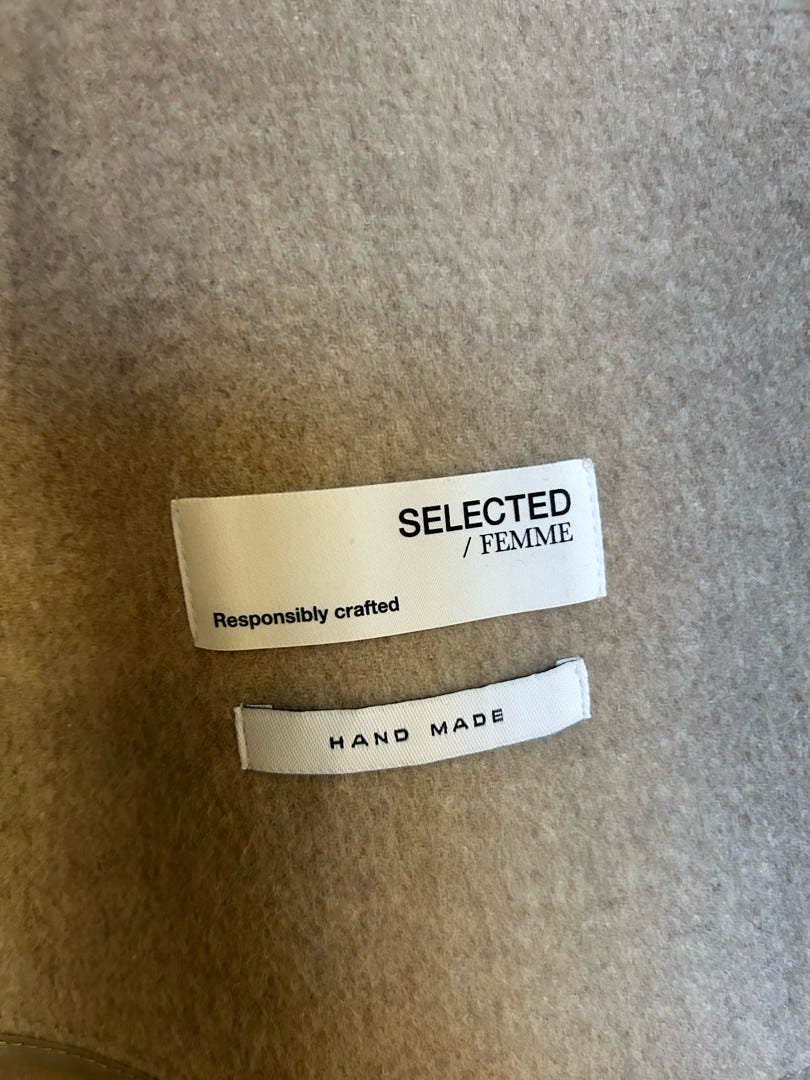 SELECTED
/ FEMME
Responsibly crafted
HAND MADE